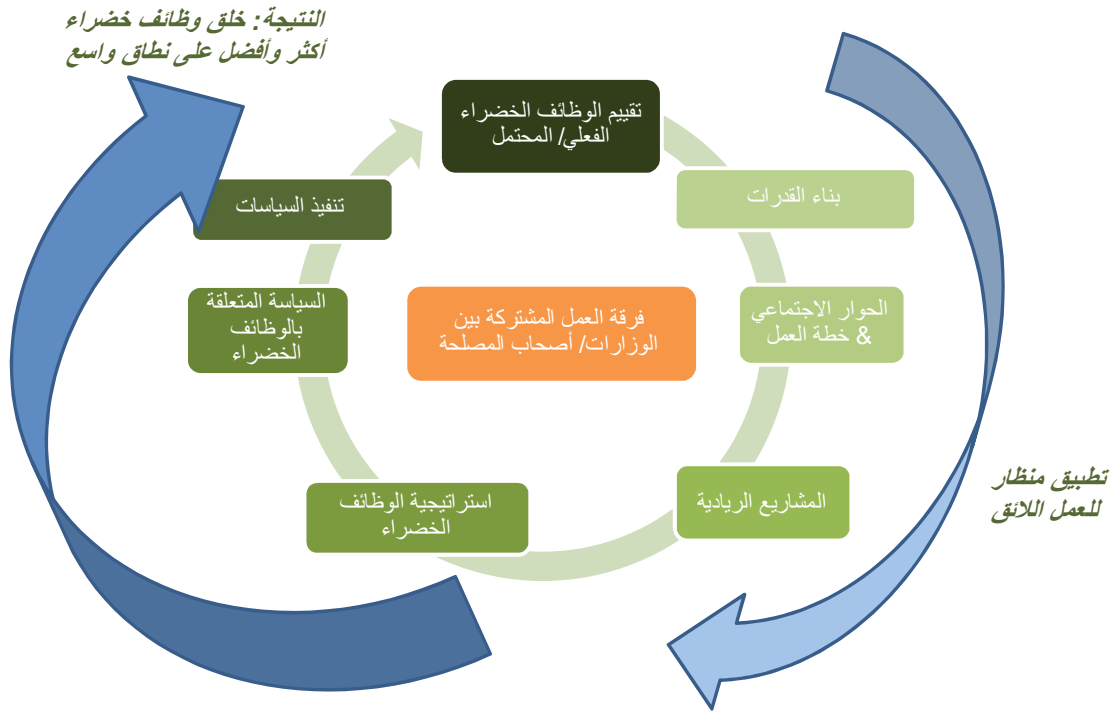 النتيجة: خلق وظائف خضراء
أكثر وأفضل على نطاق واسع
تقييم الوظائف الخضراء
الفعلي/ المحتمل
بناء القدرات
الحوار الاجتماعي
& خطة العمل
المشاريع الريادية
استراتيجية الوظائف
الخضراء
السياسة المتعلقة
بالوظائف
الخضراء
تنفيذ السياسات
فرقة العمل المشتركة بين
الوزارات/ أصحاب المصلحة
تطبيق منظار
للعمل اللائق